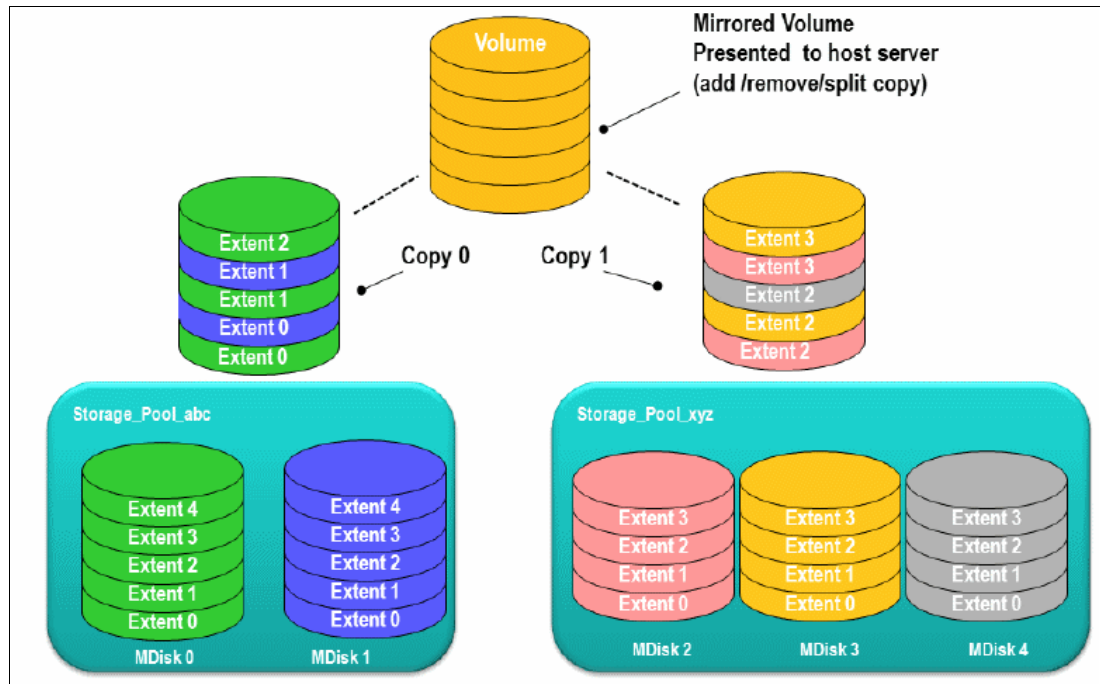 Volume
Mirrored Volume
Presented to host server
(add /remove/split copy)
Extent 2
Extent 1
Extent 1
Extent 0
Extent 0
Copy 0
Copy 1
Extent 3
Extent 3
Extent 2
Extent 2
Extent 2
Storage_Pool_abc
Extent 4
Extent 3
Extent 2
Extent 1
Extent 0
MDisk 0
Extent 4
Extent 3
Extent 2
Extent 1
Extent 0
MDisk 1
Storage_Pool_xyz
Extent 3
Extent 2
Extent 1
Extent 0
MDisk 2
Extent 3
Extent 2
Extent 1
Extent 0
MDisk 3
Extent 3
Extent 2
Extent 1
Extent 0
MDisk 4